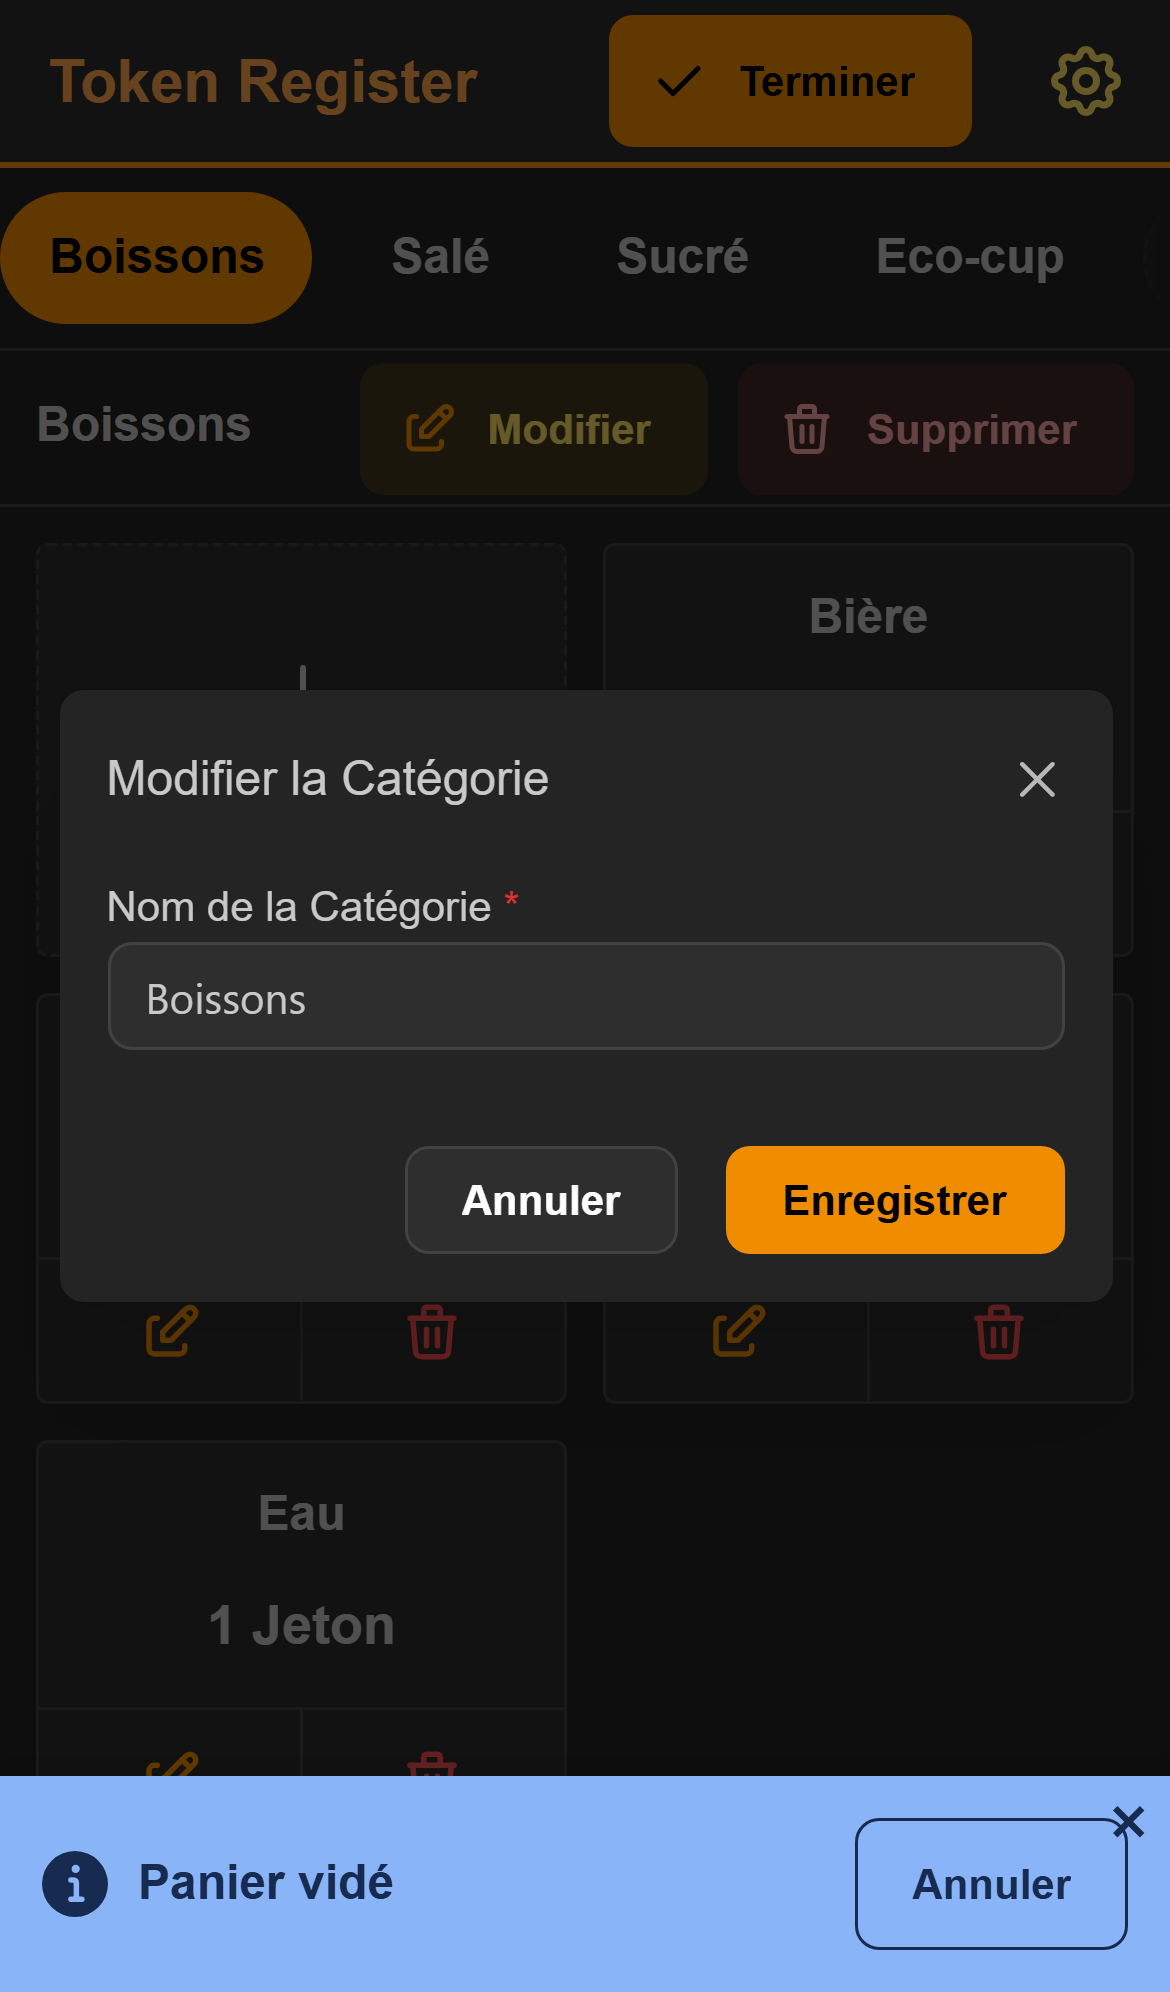 Token Register
Terminer
Boissons
Salé
Sucré
Eco-cup
Boissons
Modifier
Supprimer
Bière
Modifier la Catégorie
Nom de la Catégorie *
Boissons
Annuler
Enregistrer
Eau
1 Jeton
Panier vidé
Annuler